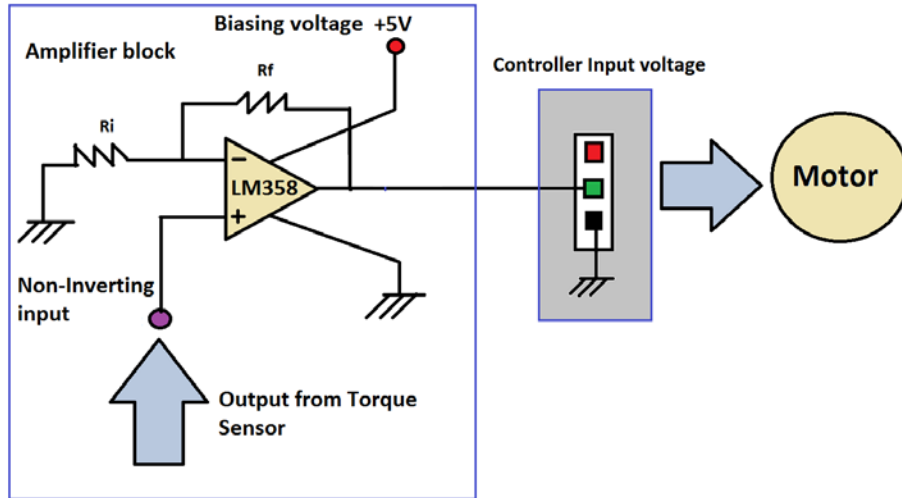 Biasing voltage +5V
Amplifier block
Controller Input voltage
Rf
Ri
−
LM358
+
Motor
Non-Inverting
input
Output from Torque
Sensor